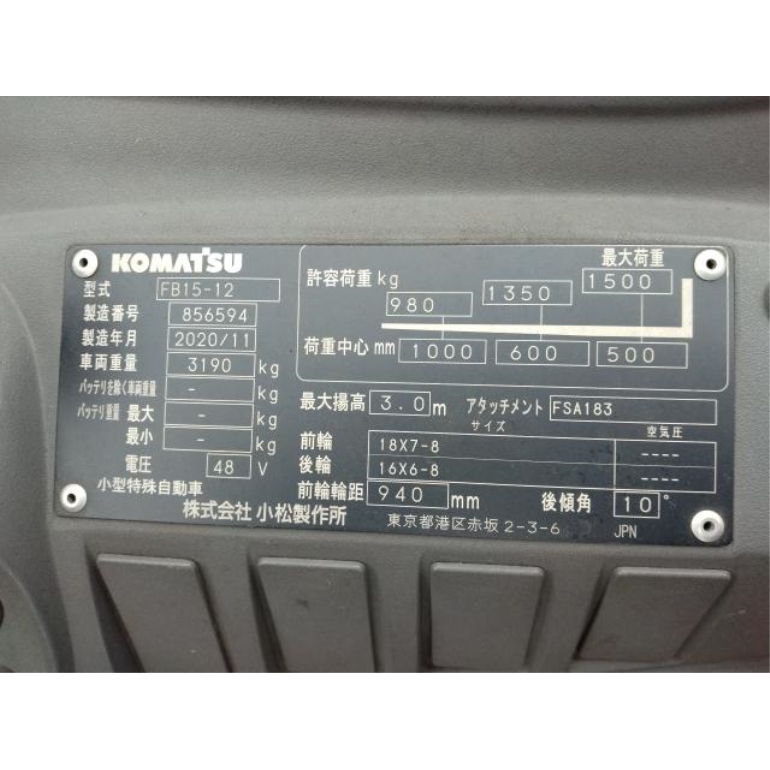 KOMATSU
型式 FB15-12
製造番号 856594
製造年月 2020/11
車両重量 3190 kg
バッテリを除く車両重量 - kg
バッテリ重量 最大 - kg
最小 - kg
電圧 48 V
小型特殊自動車
最大荷重
許容荷重 kg 980 1350 1500
荷重中心 mm 1000 600 500
最大揚高 3.0 m アタッチメント FSA183
サイズ 空気圧
前輪 18X7-8 ----
後輪 16X6-8 ----
前輪輪距 940 mm 後傾角 10°
株式会社 小松製作所 東京都港区赤坂 2-3-6 JPN